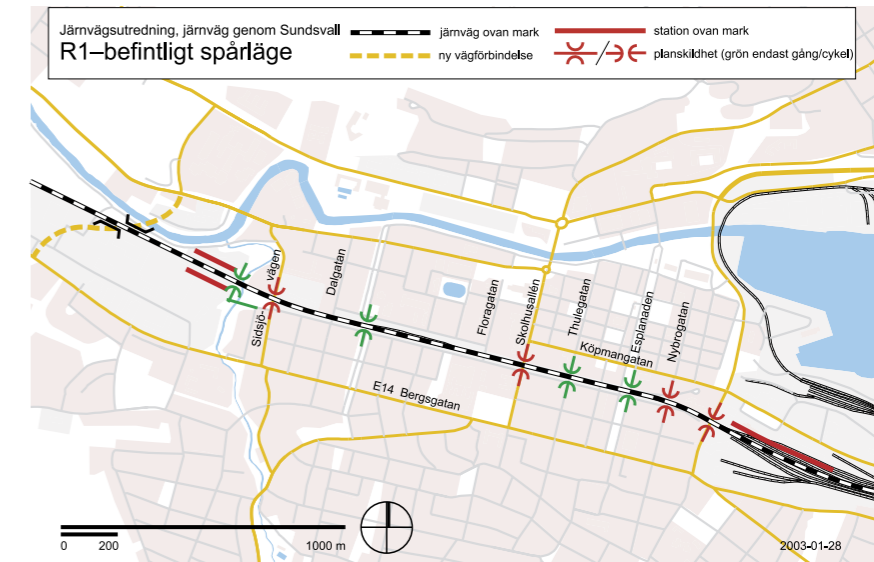 Järnvägsutredning, järnväg genom Sundsvall
R1–befintligt spårläge
järnväg ovan mark
ny vägförbindelse
station ovan mark
planskildhet (grön endast gång/cykel)
Sidsjö-
vägen
Dalgatan
Floragatan
Skolhusallén
Thulegatan
Esplanaden
Nybrogatan
Köpmangatan
E14 Bergsgatan
0 200 1000 m
2003-01-28